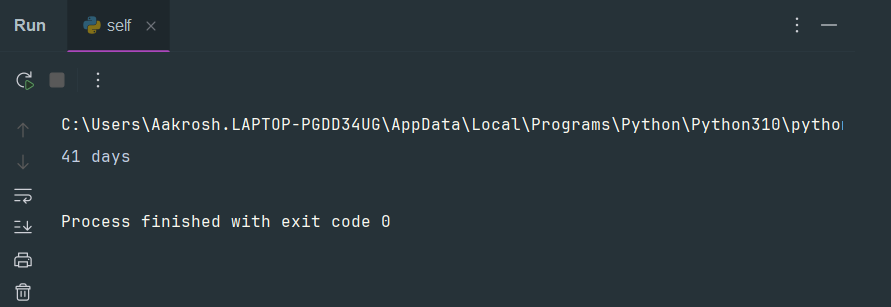 Run self
C:\Users\Aakrosh.LAPTOP-PGDD34UG\AppData\Local\Programs\Python\Python310\python
41 days
Process finished with exit code 0